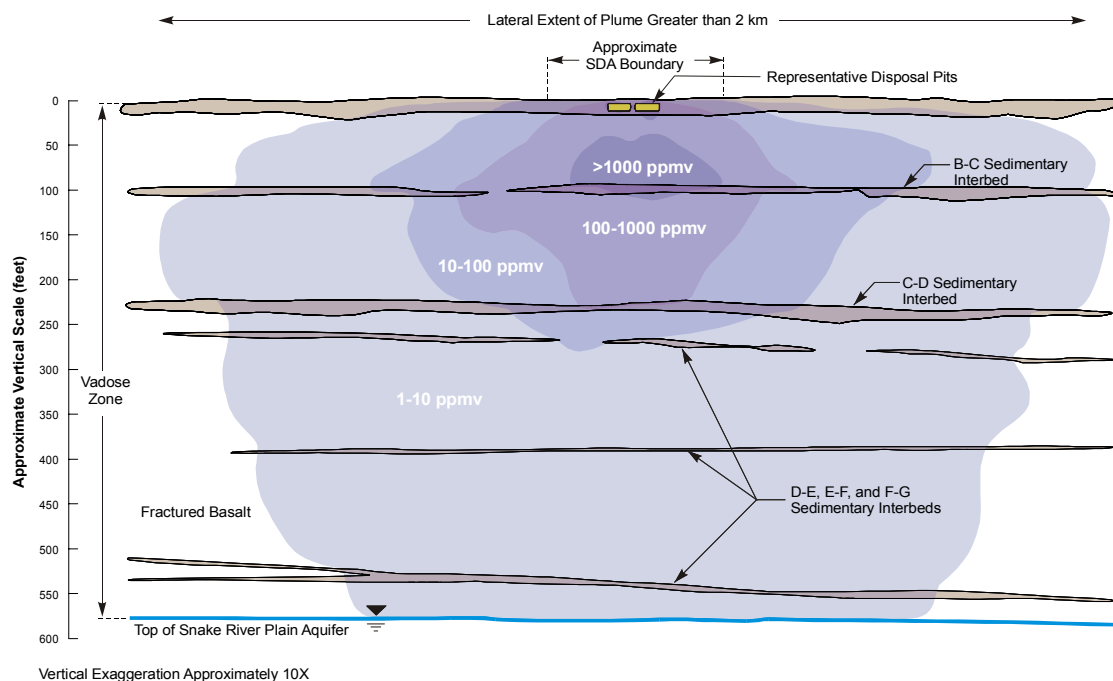 Lateral Extent of Plume Greater than 2 km
Approximate
SDA Boundary
Representative Disposal Pits
Approximate Vertical Scale (feet)
0
50
100
150
200
250
300
350
400
450
500
550
600
Vadose
Zone
>1000 ppmv
B-C Sedimentary
Interbed
100-1000 ppmv
10-100 ppmv
C-D Sedimentary
Interbed
1-10 ppmv
D-E, E-F, and F-G
Sedimentary Interbeds
Fractured Basalt
Top of Snake River Plain Aquifer
Vertical Exaggeration Approximately 10X